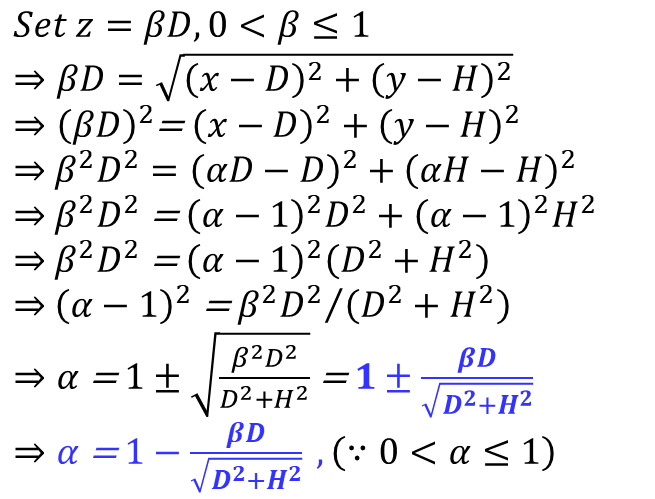 Set z = βD, 0 < β ≤ 1
⇒ βD = √((x − D)² + (y − H)²)
⇒ (βD)² = (x − D)² + (y − H)²
⇒ β²D² = (αD − D)² + (αH − H)²
⇒ β²D² = (α − 1)²D² + (α − 1)²H²
⇒ β²D² = (α − 1)²(D² + H²)
⇒ (α − 1)² = β²D²/(D² + H²)
⇒ α = 1 ± √(β²D²/(D²+H²)) = 1 ± βD/√(D²+H²)
⇒ α = 1 − βD/√(D²+H²) , (∵ 0 < α ≤ 1)